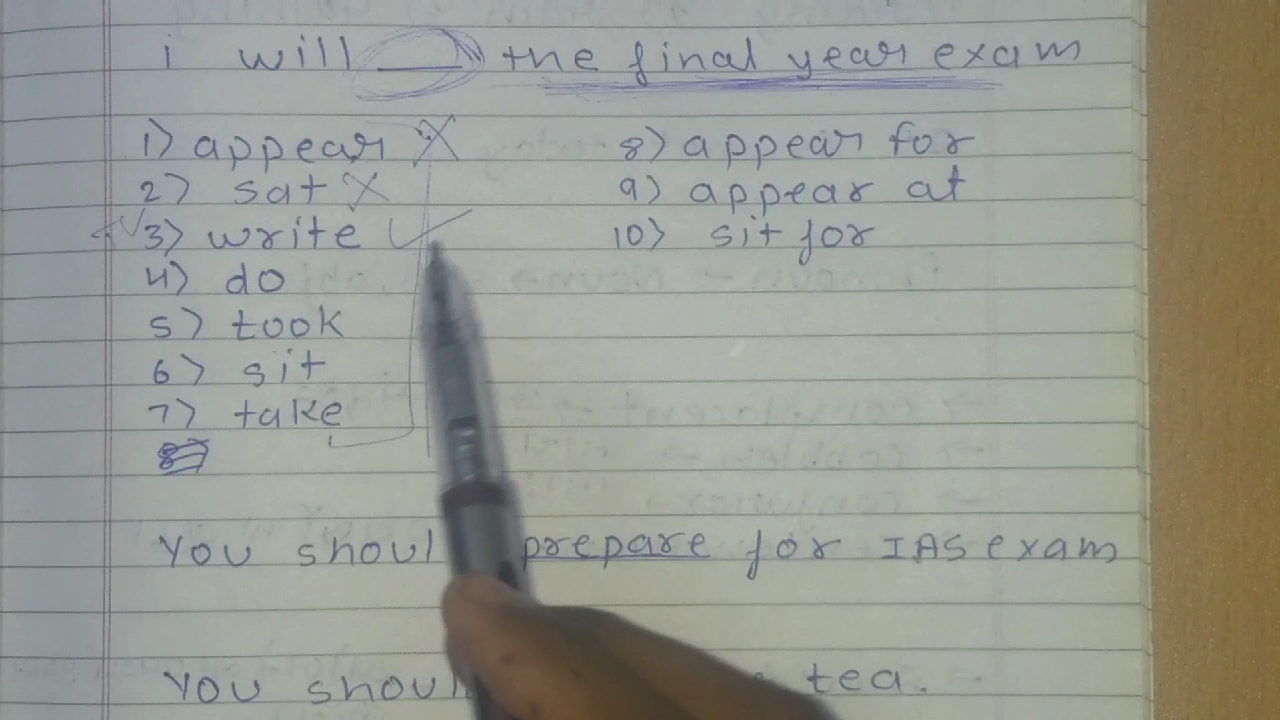 i will ___ the final year exam
1) appear X
2) sat X
3) write ✓
4) do
5) took
6) sit
7) take
8) appear for
9) appear at
10) sit for
You shoul prepare for IAS exam
You shou tea.